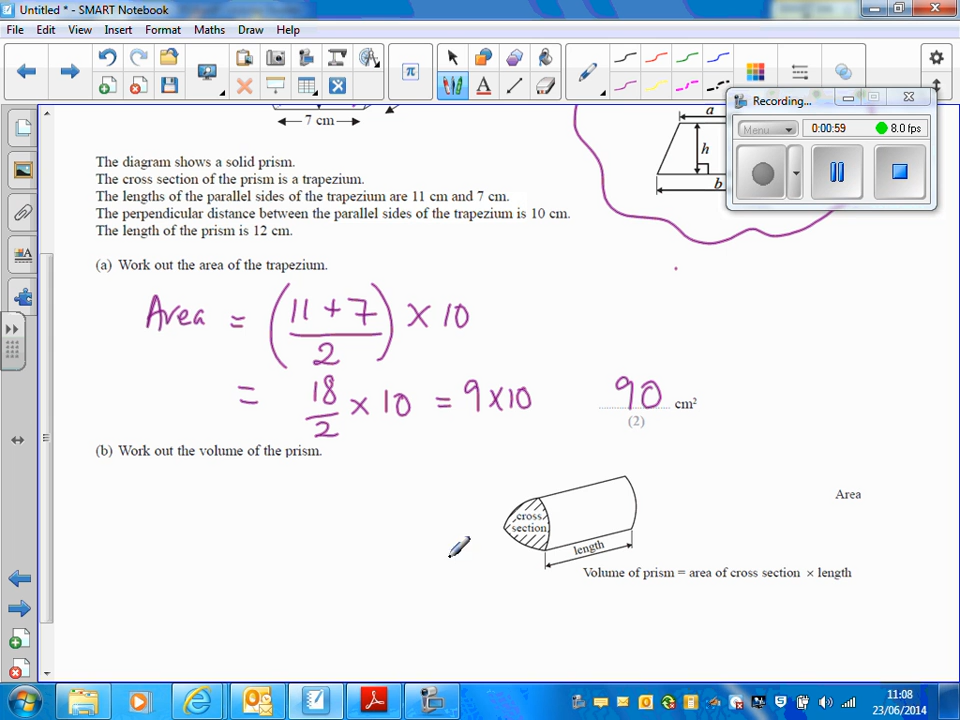 Untitled * - SMART Notebook
File Edit View Insert Format Maths Draw Help
π
A
Recording...
Menu 0:00:59 8.0 fps
7 cm
a
h
b
The diagram shows a solid prism.
The cross section of the prism is a trapezium.
The lengths of the parallel sides of the trapezium are 11 cm and 7 cm.
The perpendicular distance between the parallel sides of the trapezium is 10 cm.
The length of the prism is 12 cm.
(a) Work out the area of the trapezium.
Area = (11 + 7 / 2) × 10
= 18/2 × 10 = 9 × 10 90 cm²
(2)
(b) Work out the volume of the prism.
Area
cross
section
length
Volume of prism = area of cross section × length
11:08
23/06/2014